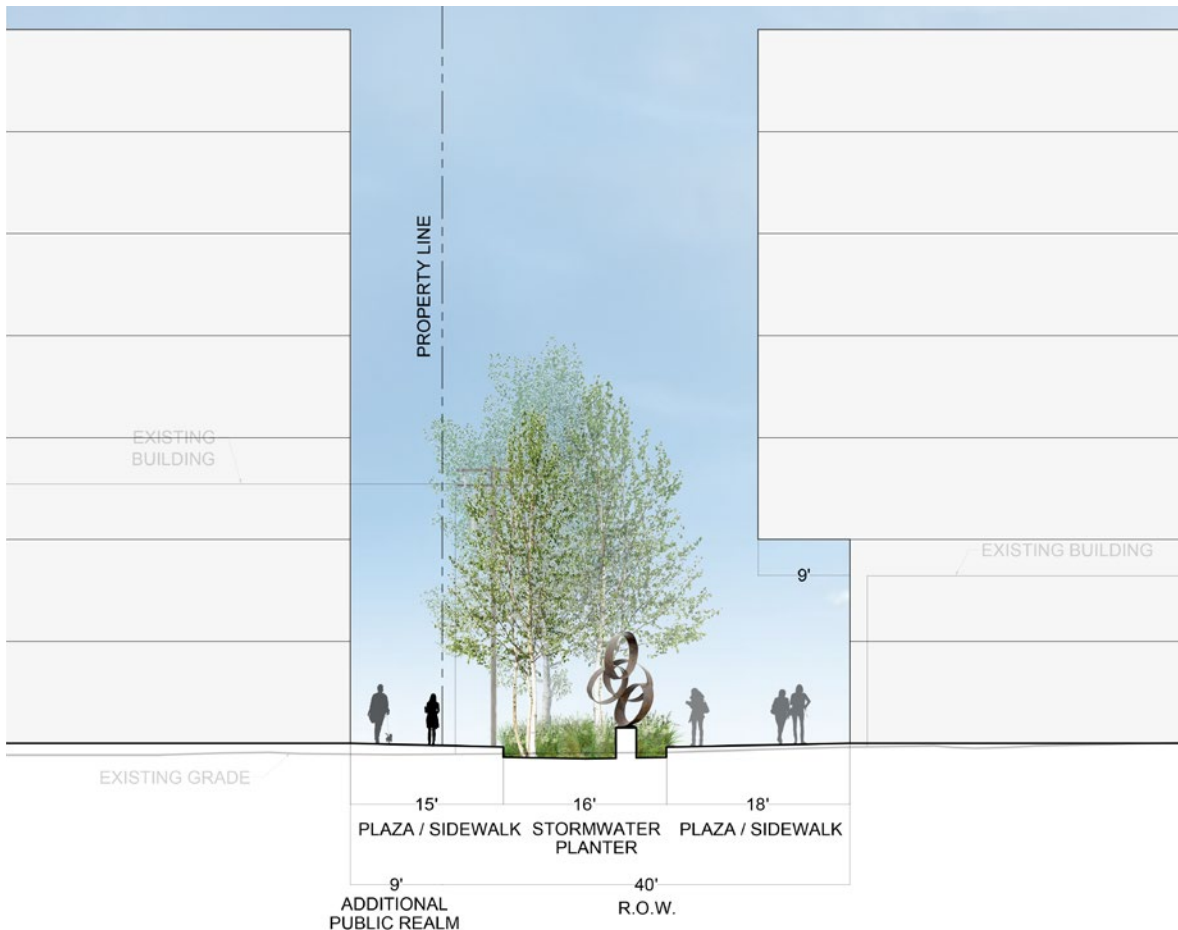 PROPERTY LINE
EXISTING
BUILDING
EXISTING BUILDING
9'
EXISTING GRADE
15'
PLAZA / SIDEWALK
16'
STORMWATER
PLANTER
18'
PLAZA / SIDEWALK
9'
ADDITIONAL
PUBLIC REALM
40'
R.O.W.